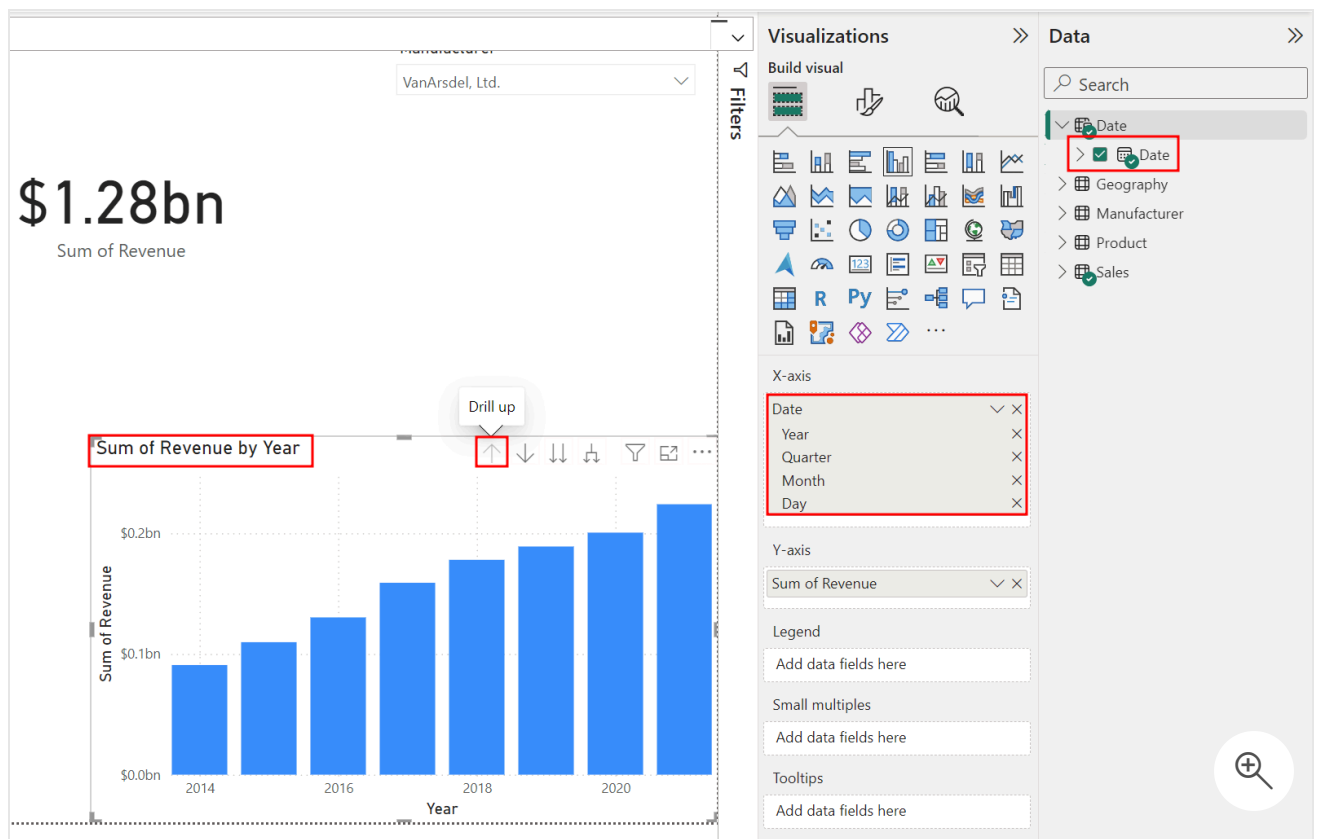 Manufacturer
VanArsdel, Ltd.
$1.28bn
Sum of Revenue
Drill up
Sum of Revenue by Year
Sum of Revenue
$0.2bn
$0.1bn
$0.0bn
2014
2016
2018
2020
Year
Filters
Visualizations
Build visual
123
R
Py
X-axis
Date
Year
Quarter
Month
Day
Y-axis
Sum of Revenue
Legend
Add data fields here
Small multiples
Add data fields here
Tooltips
Add data fields here
Data
Search
Date
Date
Geography
Manufacturer
Product
Sales